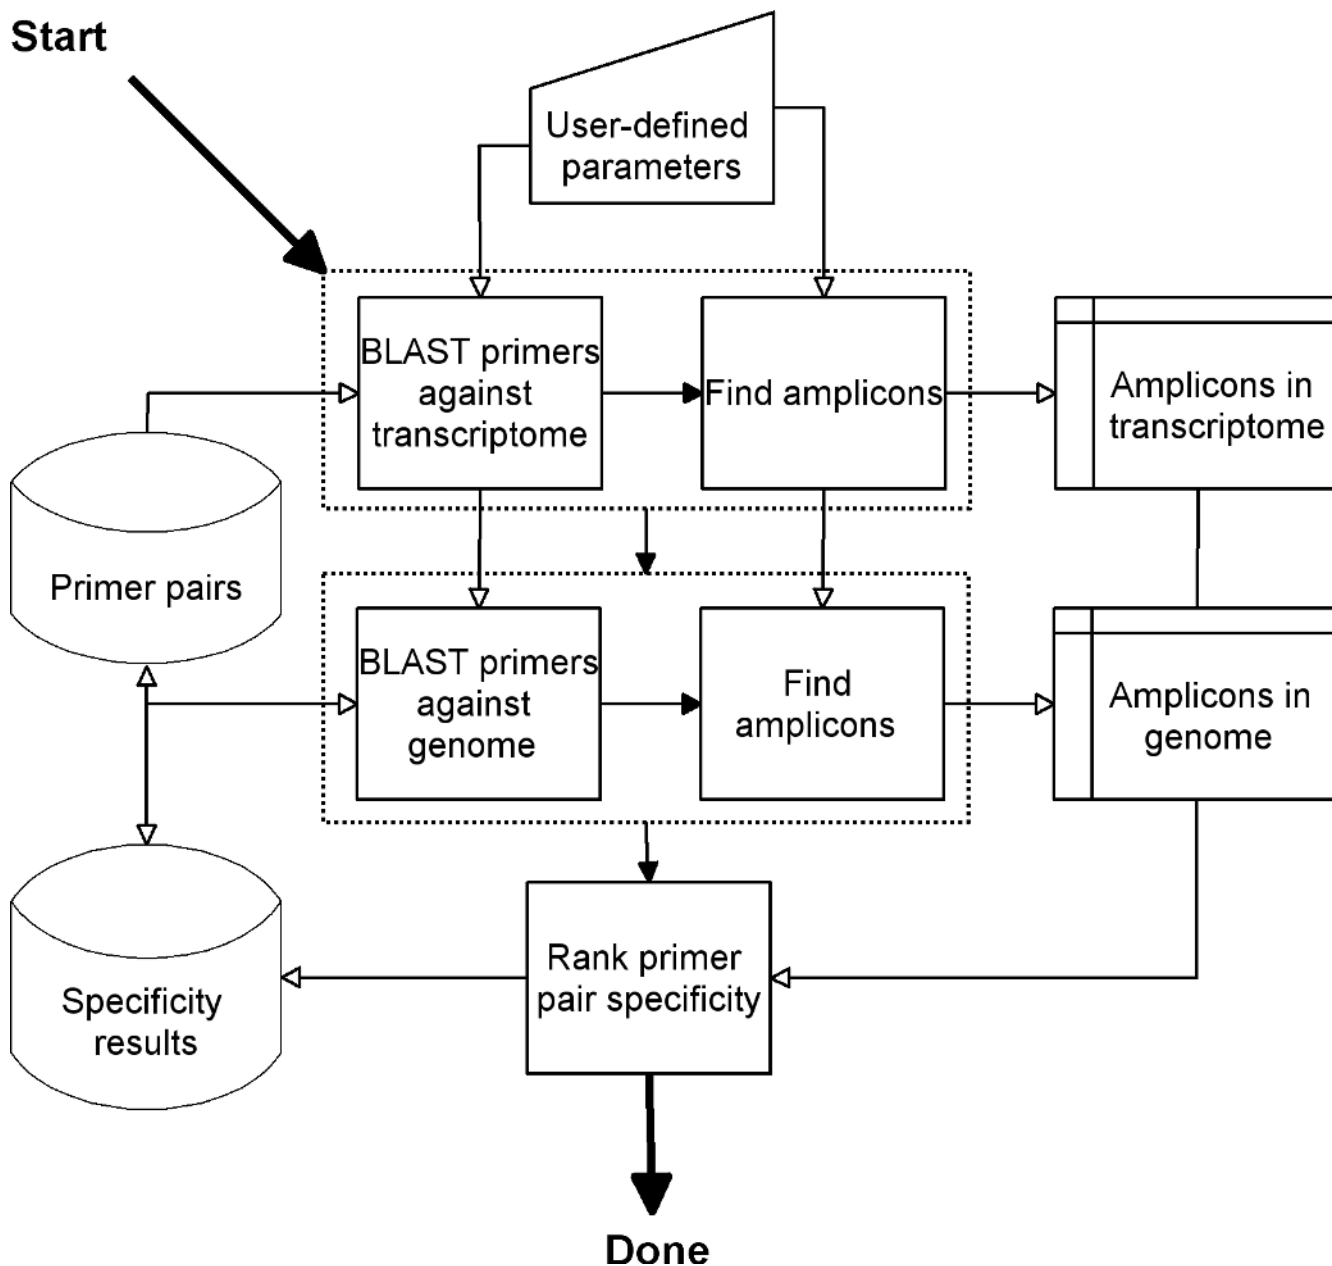 Start
User-defined
parameters
BLAST primers
against
transcriptome
Find amplicons
Amplicons in
transcriptome
Primer pairs
BLAST primers
against
genome
Find
amplicons
Amplicons in
genome
Rank primer
pair specificity
Specificity
results
Done